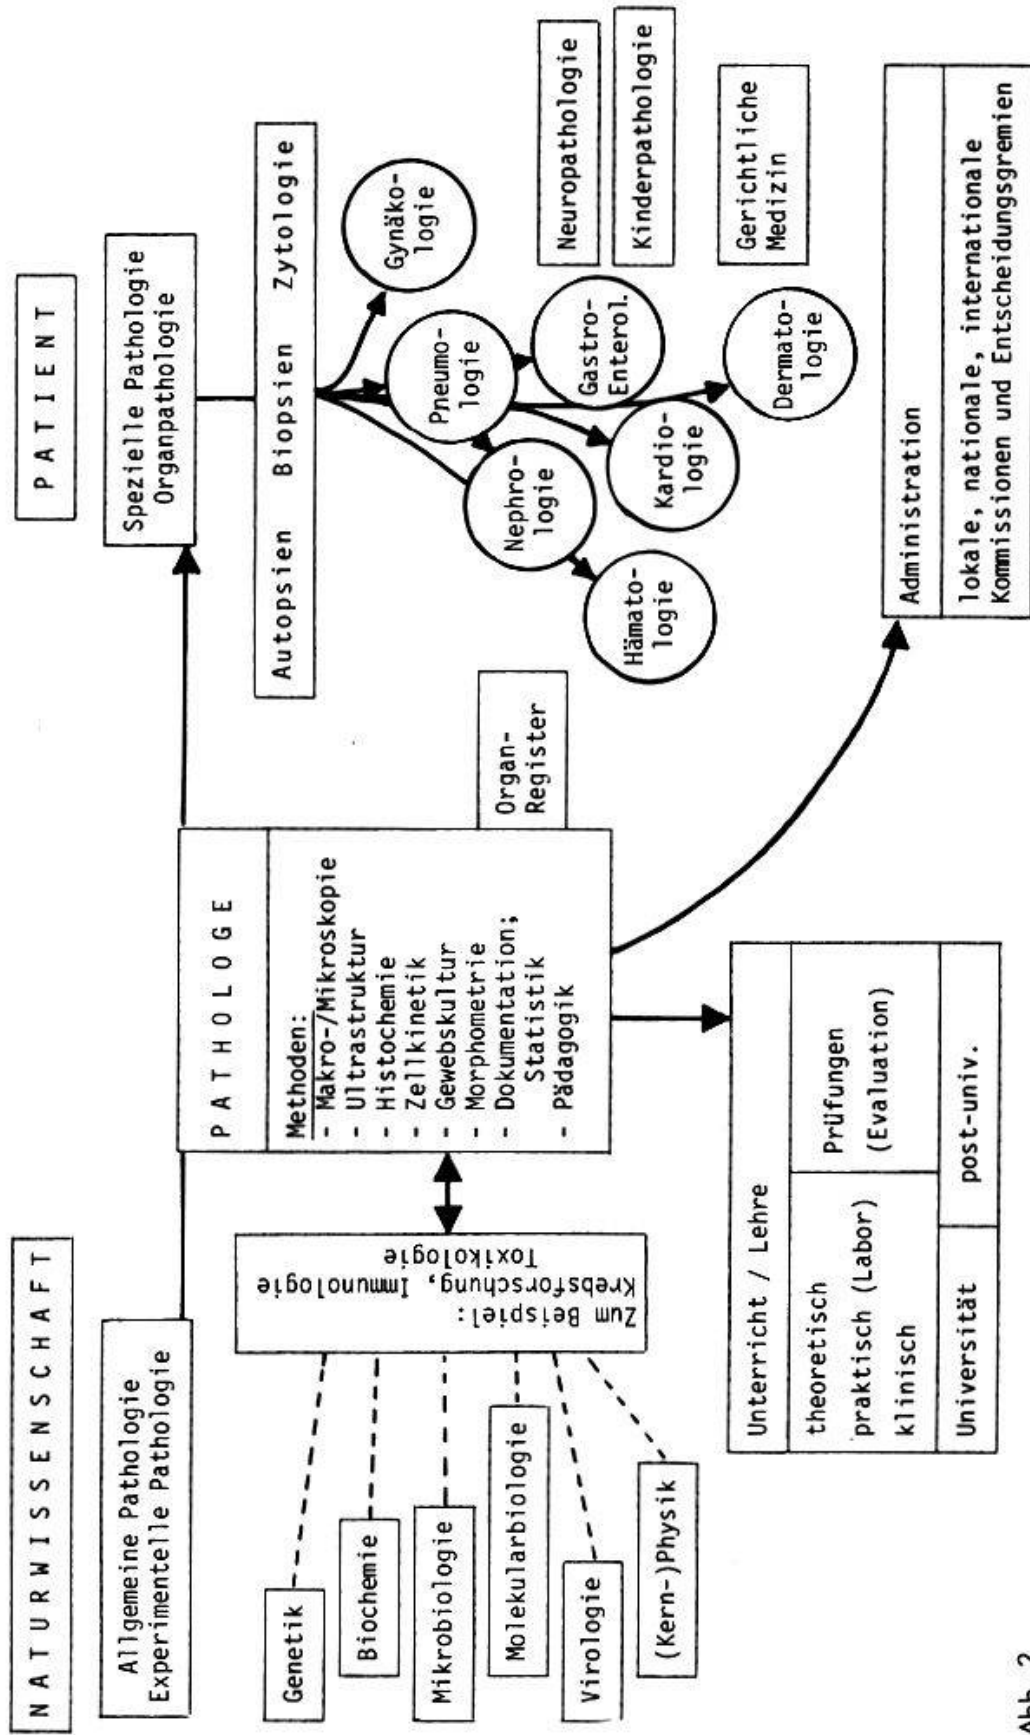 NATURWISSENSCHAFT
PATIENT
Allgemeine Pathologie
Experimentelle Pathologie
PATHOLOGE
Methoden:
- Makro-/Mikroskopie
- Ultrastruktur
- Histochemie
- Zellkinetik
- Gewebskultur
- Morphometrie
- Dokumentation;
Statistik
- Pädagogik
Organ-
Register
Spezielle Pathologie
Organpathologie
Autopsien Biopsien Zytologie
Gynäko-
logie
Pneumo-
logie
Gastro-
Enterol.
Nephro-
logie
Kardio-
logie
Hämato-
logie
Dermato-
logie
Neuropathologie
Kinderpathologie
Gerichtliche
Medizin
Zum Beispiel:
Krebsforschung, Immunologie
Toxikologie
Genetik
Biochemie
Mikrobiologie
Molekularbiologie
Virologie
(Kern-)Physik
Unterricht / Lehre
theoretisch
praktisch (Labor)
klinisch
Prüfungen
(Evaluation)
Universität
post-univ.
Administration
lokale, nationale, internationale
Kommissionen und Entscheidungsgremien
Abb. 2